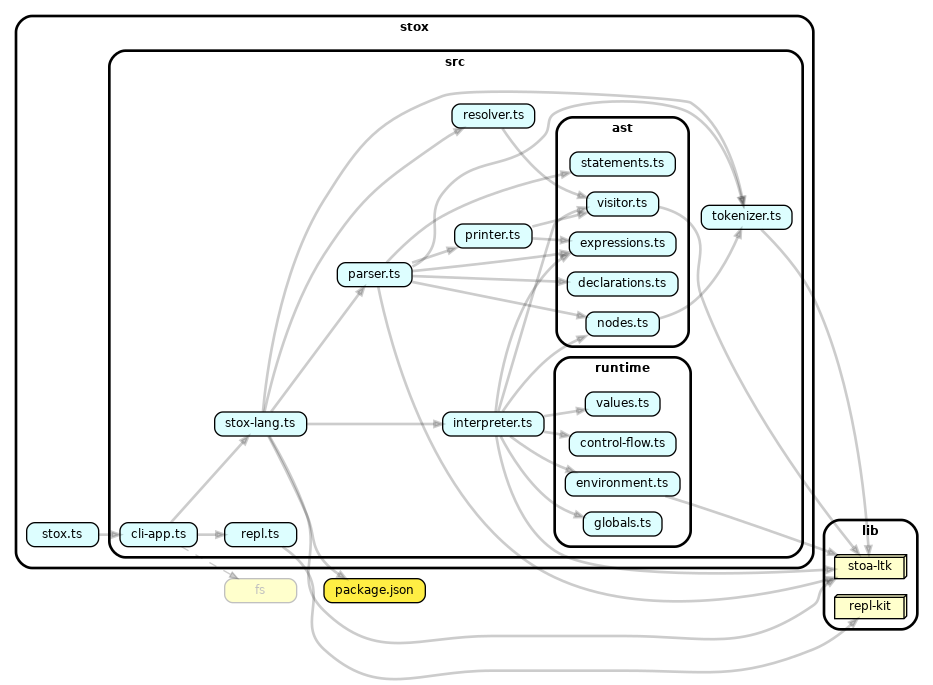 stox
src
resolver.ts
ast
statements.ts
visitor.ts
tokenizer.ts
printer.ts
expressions.ts
parser.ts
declarations.ts
nodes.ts
runtime
values.ts
stox-lang.ts
interpreter.ts
control-flow.ts
environment.ts
globals.ts
stox.ts
cli-app.ts
repl.ts
lib
stoa-ltk
fs
package.json
repl-kit